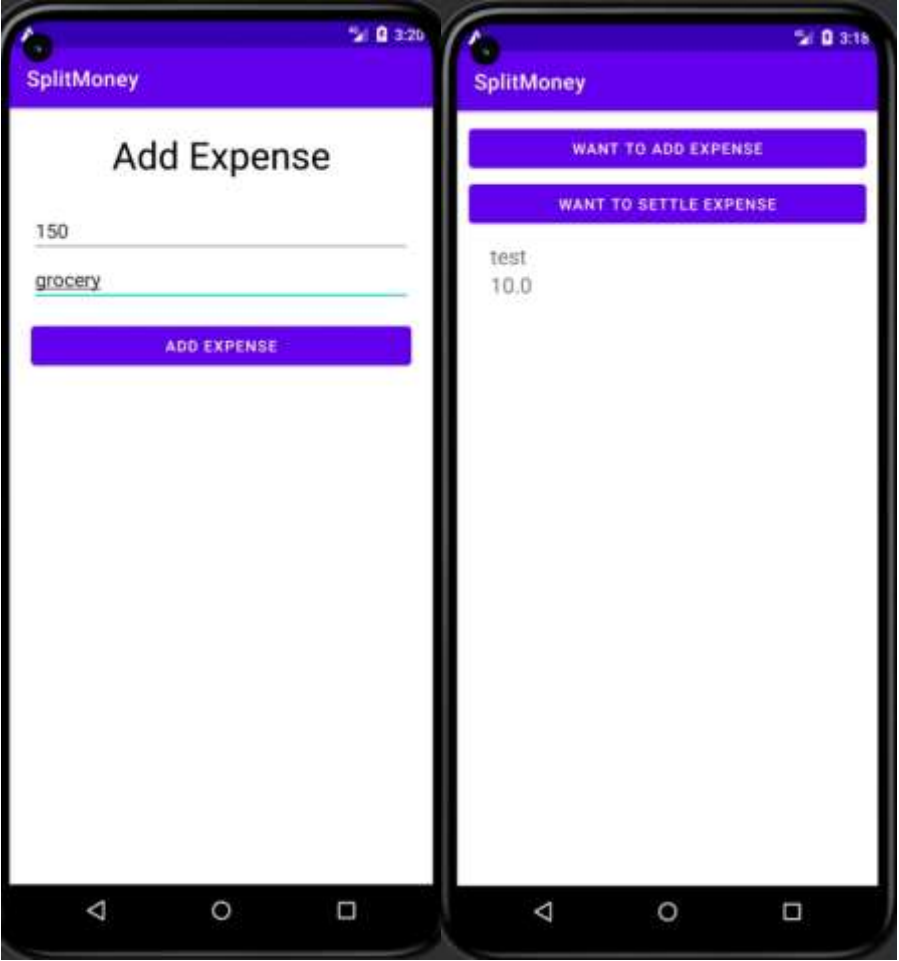 3:20
SplitMoney
Add Expense
150
grocery
ADD EXPENSE
3:18
SplitMoney
WANT TO ADD EXPENSE
WANT TO SETTLE EXPENSE
test
10.0